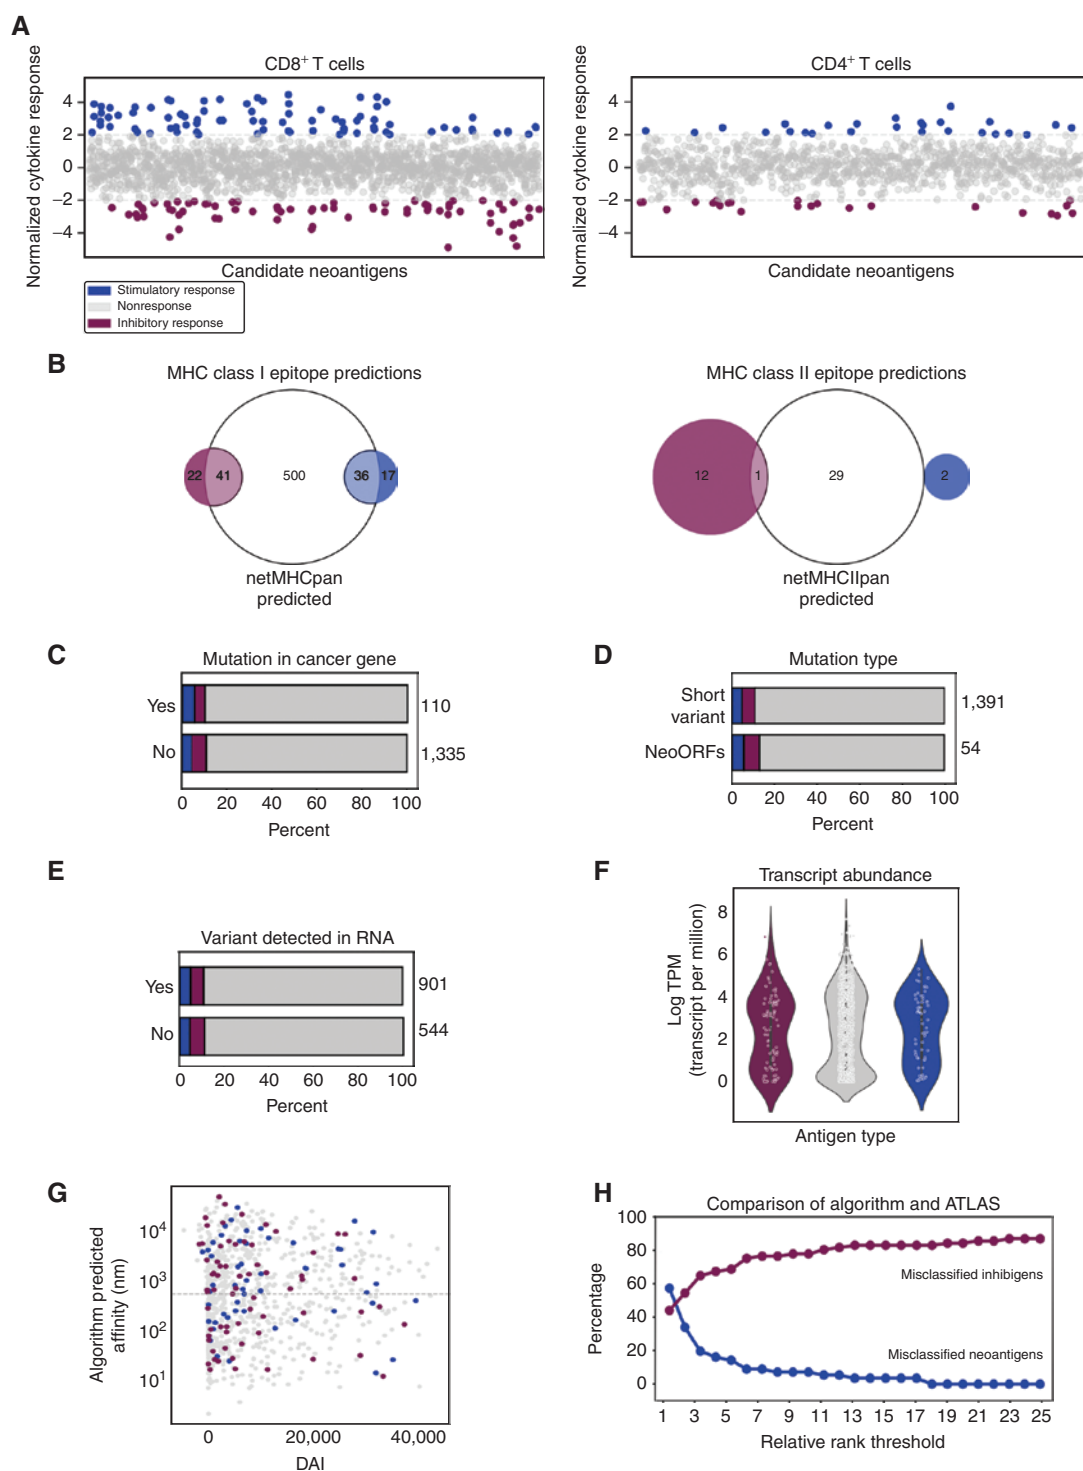 A
CD8+ T cells
Normalized cytokine response
4
2
0
−2
−4
Candidate neoantigens
CD4+ T cells
Normalized cytokine response
4
2
0
−2
−4
Candidate neoantigens
Stimulatory response
Nonresponse
Inhibitory response
B
MHC class I epitope predictions
22
41
500
36
17
netMHCpan
predicted
MHC class II epitope predictions
12
1
29
2
netMHCIIpan
predicted
C
Mutation in cancer gene
Yes
110
No
1,335
0 20 40 60 80 100
Percent
D
Mutation type
Short
variant
1,391
NeoORFs
54
0 20 40 60 80 100
Percent
E
Variant detected in RNA
Yes
901
No
544
0 20 40 60 80 100
Percent
F
Transcript abundance
Log TPM
(transcript per million)
8
6
4
2
0
Antigen type
G
Algorithm predicted
affinity (nm)
10⁴
10³
10²
10¹
0 20,000 40,000
DAI
H
Comparison of algorithm and ATLAS
Percentage
100
80
60
40
20
0
Misclassified inhibigens
Misclassified neoantigens
1 3 5 7 9 11 13 15 17 19 21 23 25
Relative rank threshold